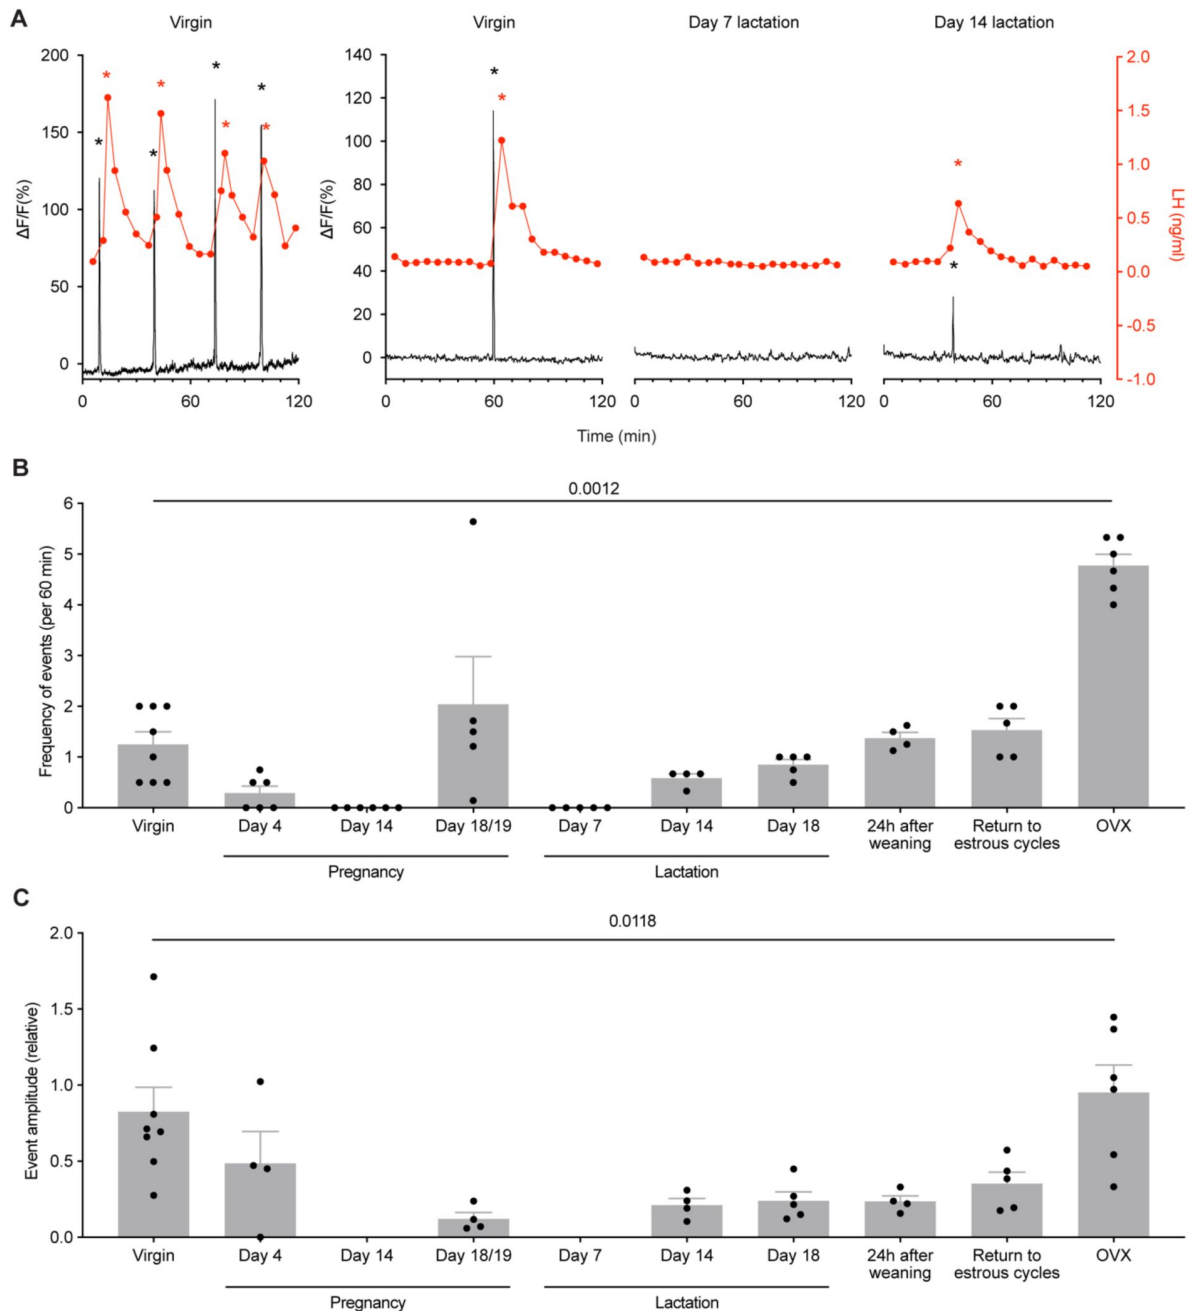 A
Virgin
Virgin
Day 7 lactation
Day 14 lactation
ΔF/F(%)
200
150
100
50
0
* * * * * * * *
0 60 120
ΔF/F(%)
140
120
100
80
60
40
20
0
* *
0 60 120
60 120
* *
60 120
2.0
1.5
1.0
0.5
0.0
-0.5
-1.0
LH (ng/ml)
Time (min)
B
0.0012
Frequency of events (per 60 min)
6
5
4
3
2
1
0
Virgin
Day 4
Day 14
Day 18/19
Day 7
Day 14
Day 18
24h after
weaning
Return to
estrous cycles
OVX
Pregnancy
Lactation
C
0.0118
Event amplitude (relative)
2.0
1.5
1.0
0.5
0.0
Virgin
Day 4
Day 14
Day 18/19
Day 7
Day 14
Day 18
24h after
weaning
Return to
estrous cycles
OVX
Pregnancy
Lactation